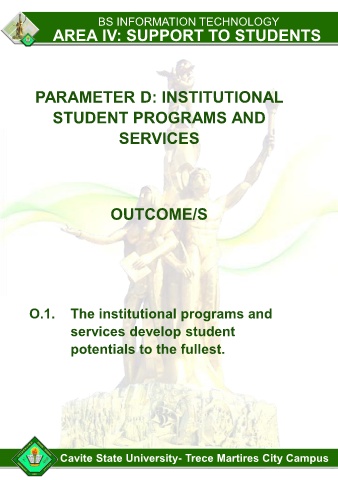 BS INFORMATION TECHNOLOGY
AREA IV: SUPPORT TO STUDENTS
PARAMETER D: INSTITUTIONAL
STUDENT PROGRAMS AND
SERVICES
OUTCOME/S
O.1. The institutional programs and
services develop student
potentials to the fullest.
Cavite State University- Trece Martires City Campus